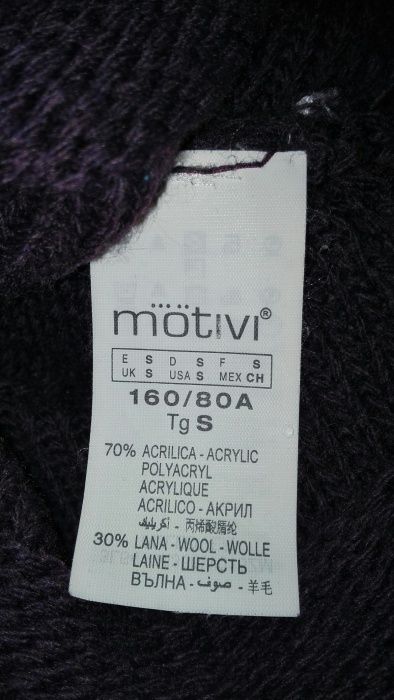 mötivi®
E S D S F S
UK S USA S MEX CH
160/80A
Tg S
70% ACRILICA - ACRYLIC
POLYACRYL
ACRYLIQUE
ACRILICO - АКРИЛ
أكريليك - 丙烯酸腈纶
30% LANA - WOOL - WOLLE
LAINE - ШЕРСТЬ
ВЪЛНА - صوف - 羊毛